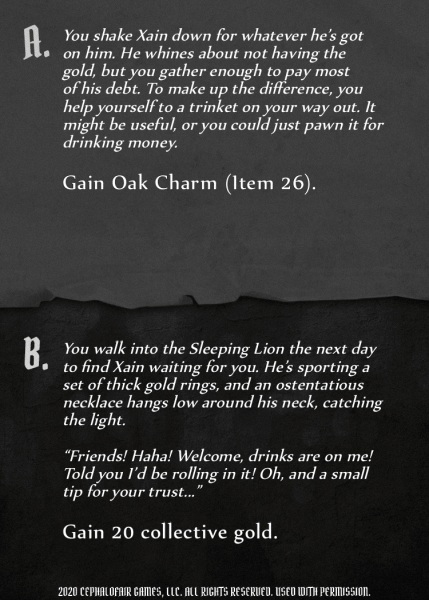 A.
You shake Xain down for whatever he's got
on him. He whines about not having the
gold, but you gather enough to pay most
of his debt. To make up the difference, you
help yourself to a trinket on your way out. It
might be useful, or you could just pawn it for
drinking money.
Gain Oak Charm (Item 26).
B.
You walk into the Sleeping Lion the next day
to find Xain waiting for you. He's sporting a
set of thick gold rings, and an ostentatious
necklace hangs low around his neck, catching
the light.
"Friends! Haha! Welcome, drinks are on me!
Told you I'd be rolling in it! Oh, and a small
tip for your trust..."
Gain 20 collective gold.
2020 CEPHALOFAIR GAMES, LLC. ALL RIGHTS RESERVED. USED WITH PERMISSION.